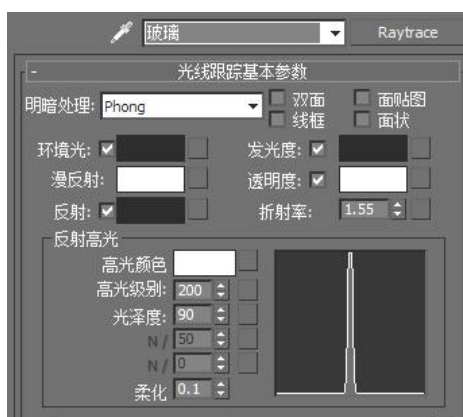 玻璃 Raytrace
- 光线跟踪基本参数
明暗处理: Phong 双面 面贴图
线框 面状
环境光: 发光度:
漫反射: 透明度:
反射: 折射率: 1.55
反射高光
高光颜色
高光级别: 200
光泽度: 90
N / 50
N / 0
柔化 0.1